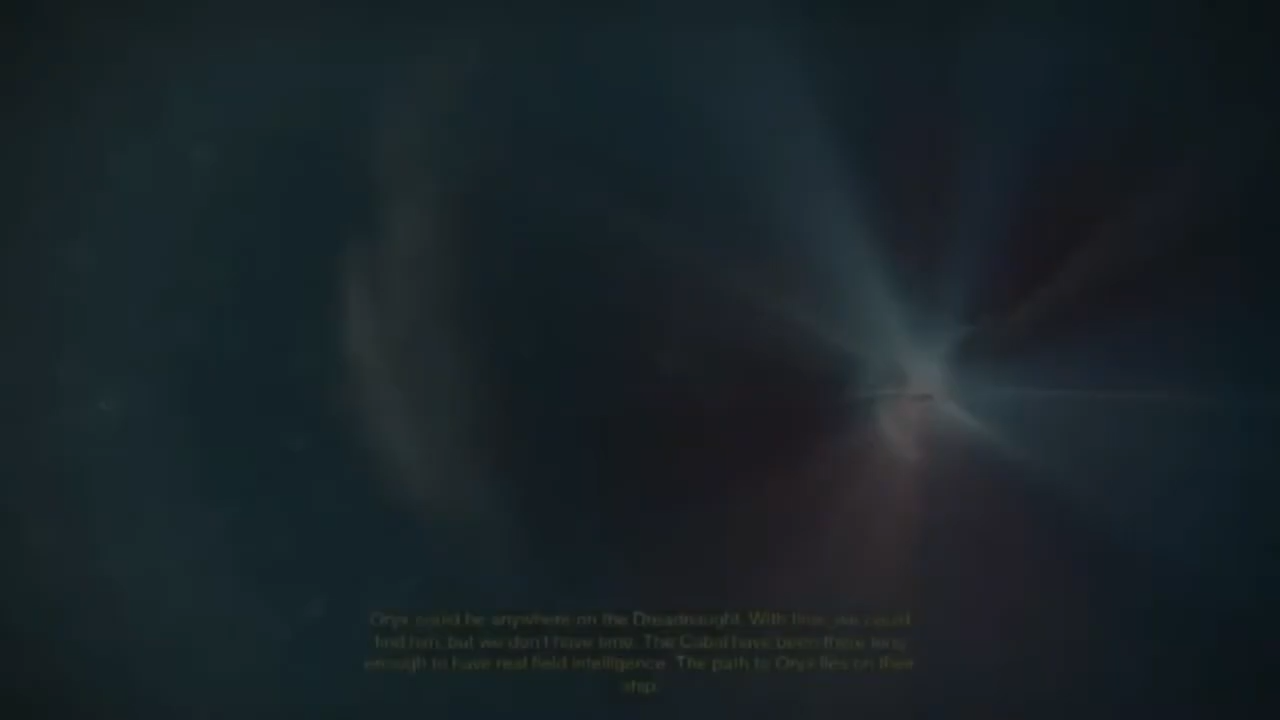 Oryx could be anywhere on the Dreadnaught. With time, we could
find him, but we don't have time. The Cabal have been there long
enough to have real field intelligence. The path to Oryx lies on their
ship.